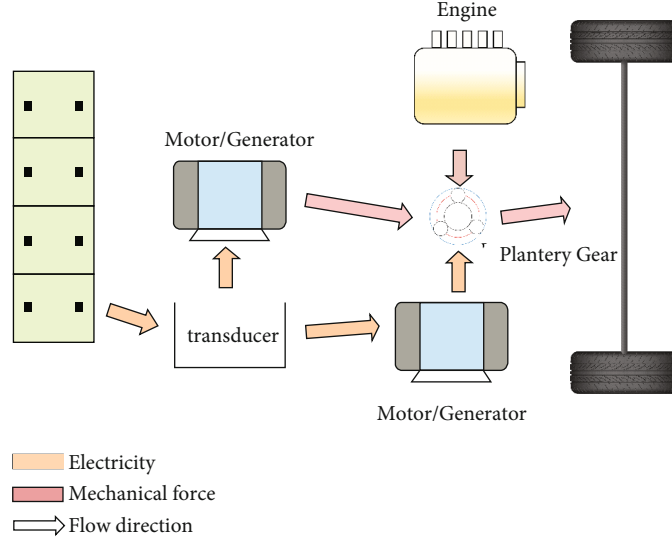 Engine
Motor/Generator
Plantery Gear
transducer
Motor/Generator
Electricity
Mechanical force
Flow direction